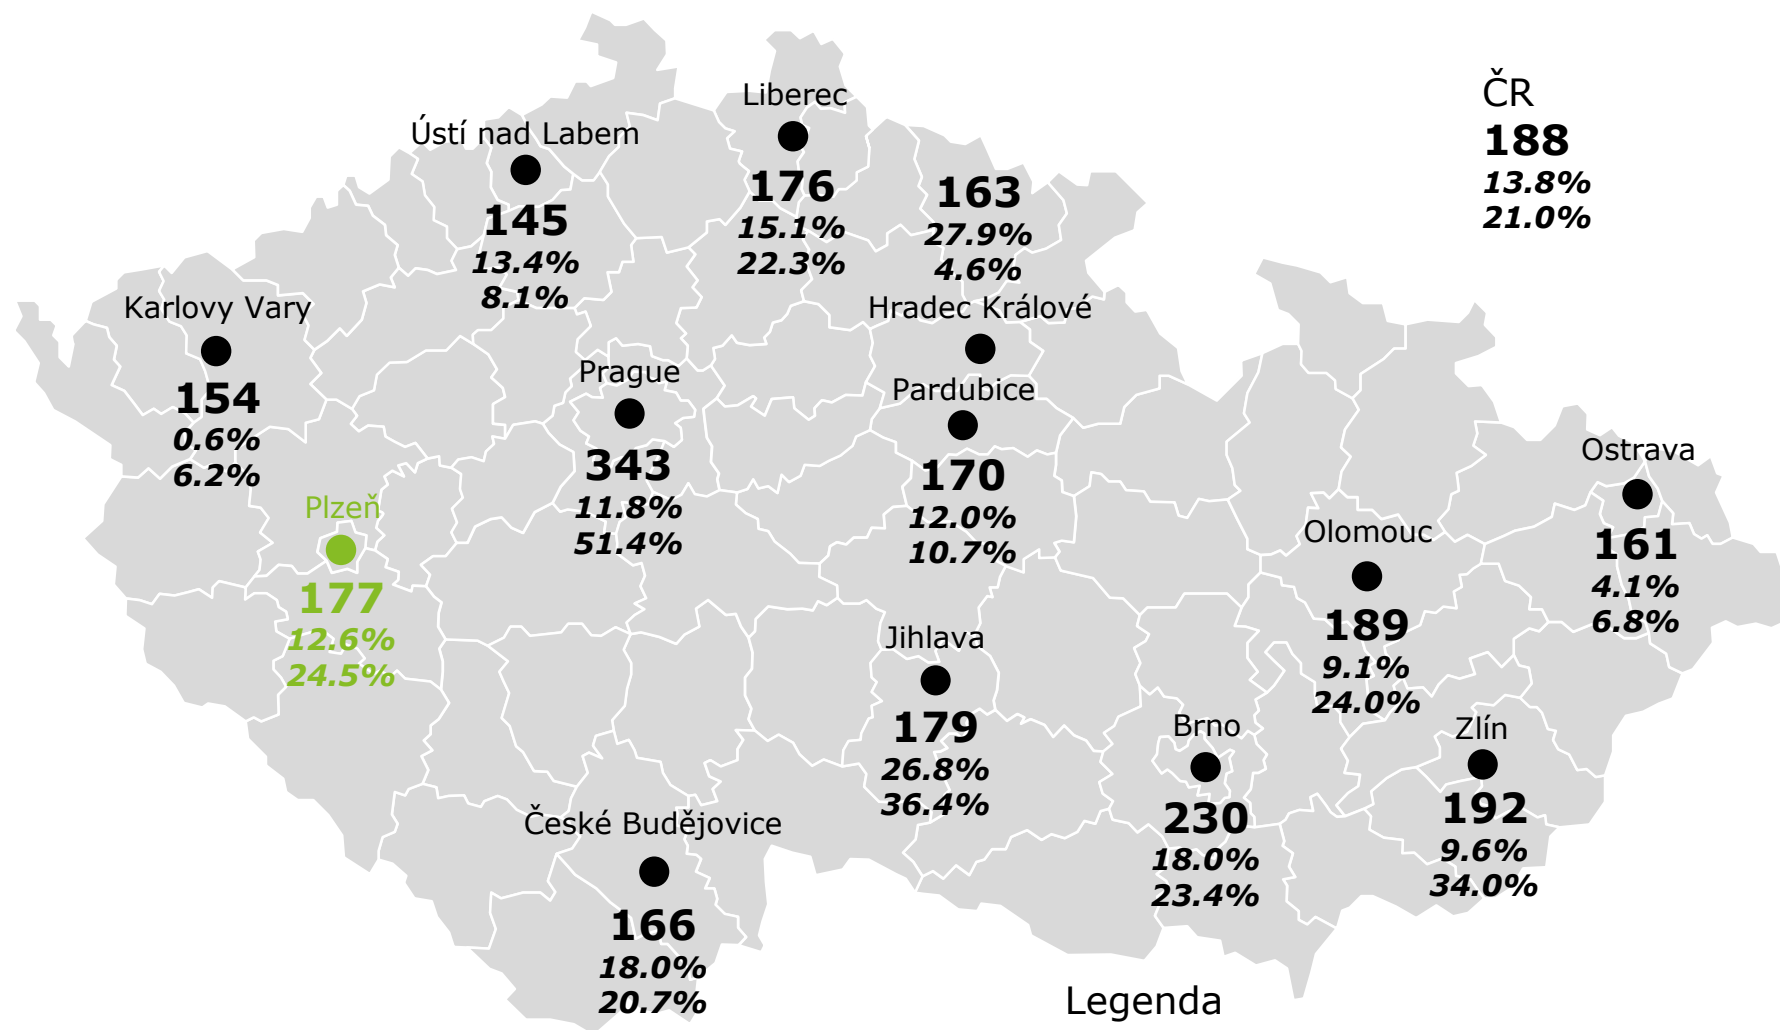 ČR
188
13.8%
21.0%
Liberec
176
15.1%
22.3%
Ústí nad Labem
145
13.4%
8.1%
163
27.9%
4.6%
Hradec Králové
Karlovy Vary
154
0.6%
6.2%
Prague
343
11.8%
51.4%
Pardubice
170
12.0%
10.7%
Ostrava
161
4.1%
6.8%
Plzeň
177
12.6%
24.5%
Olomouc
189
9.1%
24.0%
Jihlava
179
26.8%
36.4%
Brno
230
18.0%
23.4%
Zlín
192
9.6%
34.0%
České Budějovice
166
18.0%
20.7%
Legenda